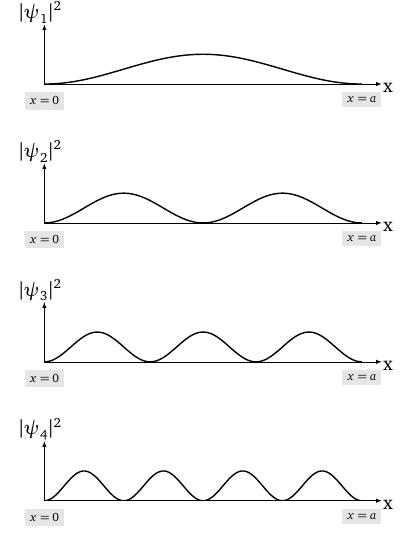 |ψ₁|²
x
x = 0
x = a
|ψ₂|²
x
x = 0
x = a
|ψ₃|²
x
x = 0
x = a
|ψ₄|²
x
x = 0
x = a